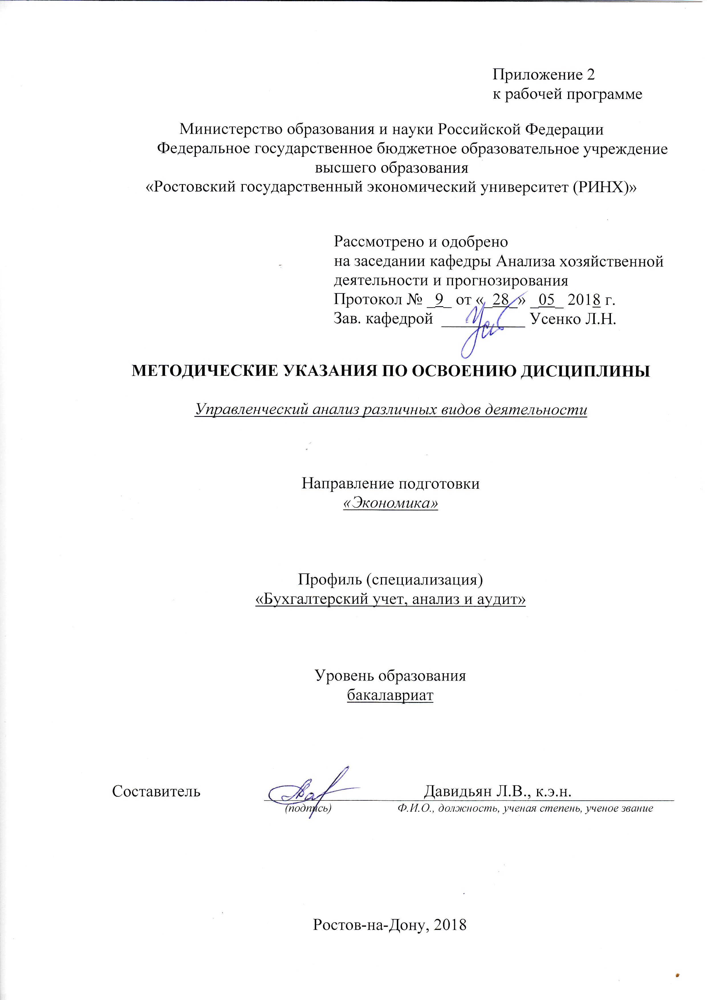 Приложение 2
к рабочей программе
Министерство образования и науки Российской Федерации
Федеральное государственное бюджетное образовательное учреждение
высшего образования
«Ростовский государственный экономический университет (РИНХ)»
Рассмотрено и одобрено
на заседании кафедры Анализа хозяйственной
деятельности и прогнозирования
Протокол № _9_ от «_28_» _05_ 2018 г.
Зав. кафедрой __________ Усенко Л.Н.
МЕТОДИЧЕСКИЕ УКАЗАНИЯ ПО ОСВОЕНИЮ ДИСЦИПЛИНЫ
Управленческий анализ различных видов деятельности
Направление подготовки
«Экономика»
Профиль (специализация)
«Бухгалтерский учет, анализ и аудит»
Уровень образования
бакалавриат
Составитель Давидьян Л.В., к.э.н.
(подпись) Ф.И.О., должность, ученая степень, ученое звание
Ростов-на-Дону, 2018